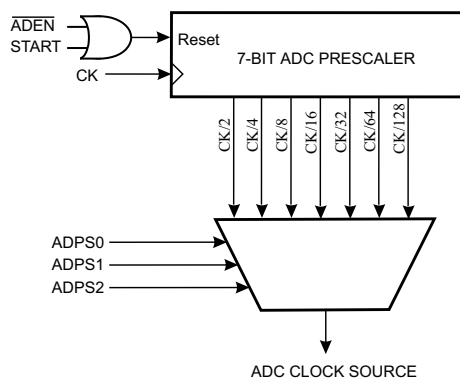 ADEN
START
Reset
7-BIT ADC PRESCALER
CK
CK/2
CK/4
CK/8
CK/16
CK/32
CK/64
CK/128
ADPS0
ADPS1
ADPS2
ADC CLOCK SOURCE